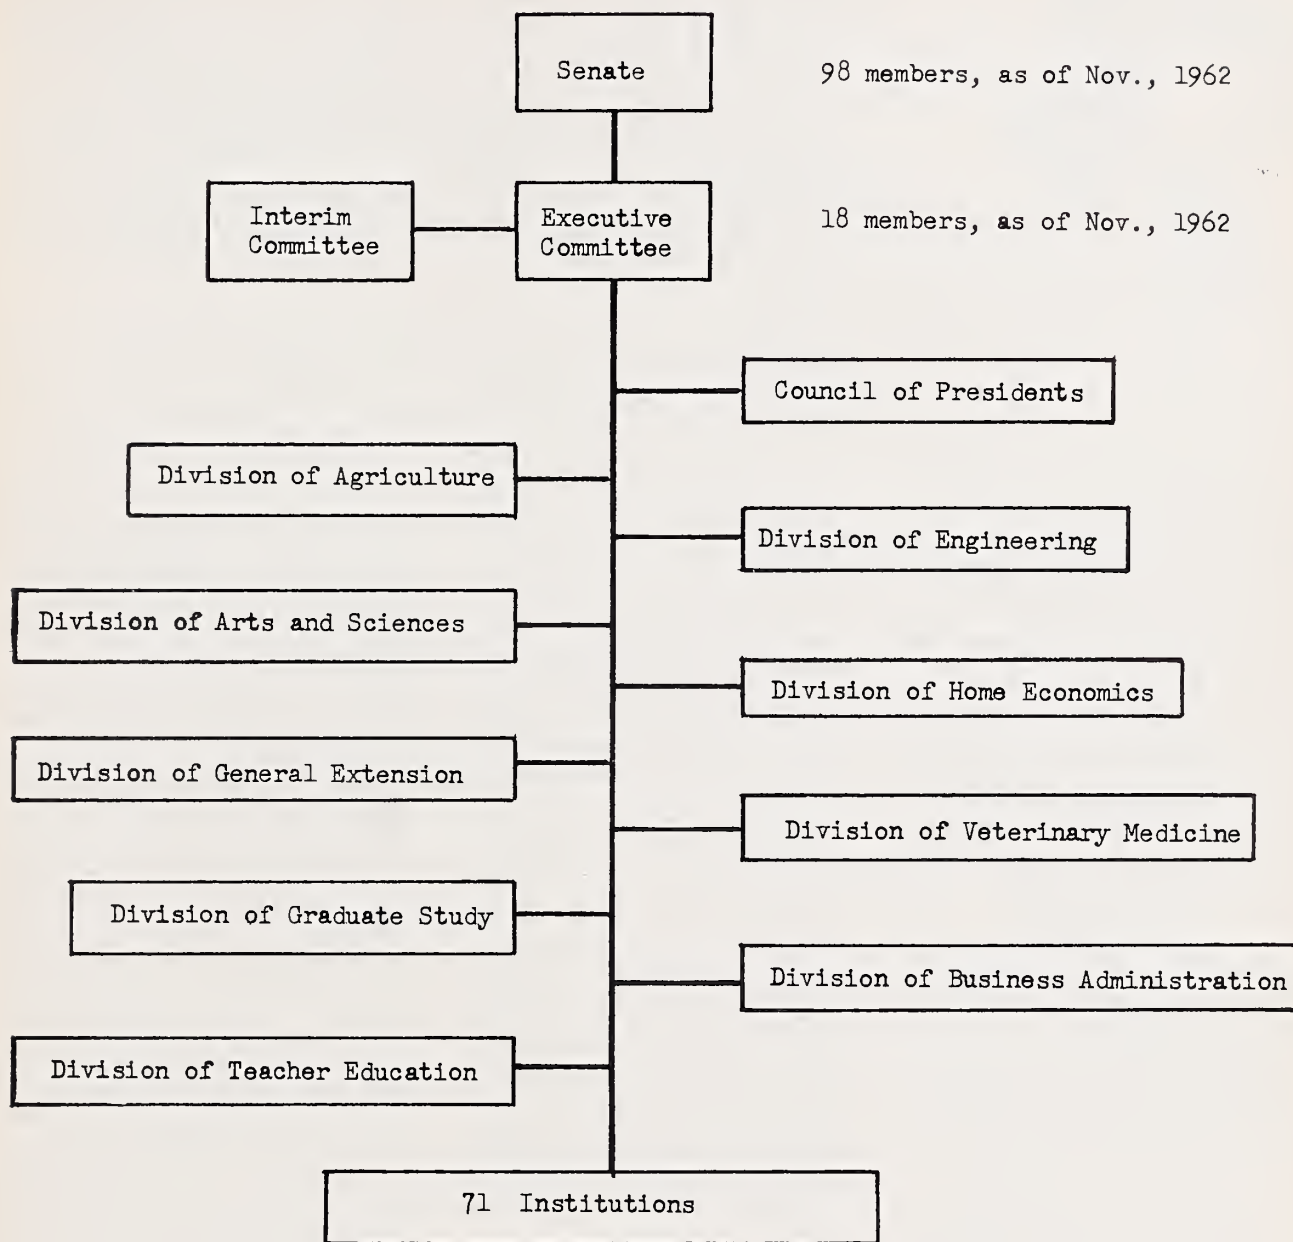 Senate
98 members, as of Nov., 1962
Interim
Committee
Executive
Committee
18 members, as of Nov., 1962
Council of Presidents
Division of Agriculture
Division of Engineering
Division of Arts and Sciences
Division of Home Economics
Division of General Extension
Division of Veterinary Medicine
Division of Graduate Study
Division of Business Administration
Division of Teacher Education
71 Institutions